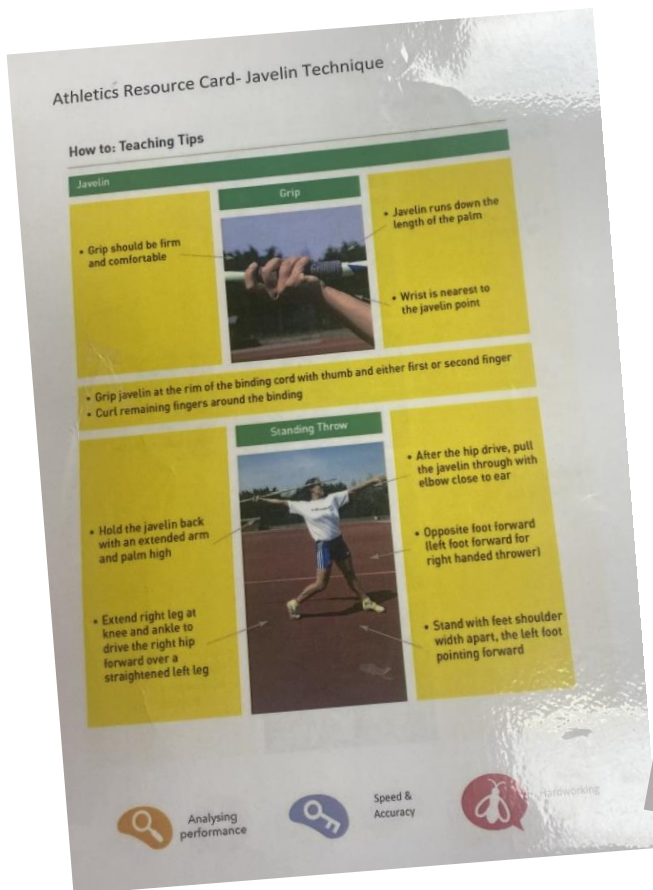 Athletics Resource Card- Javelin Technique
How to: Teaching Tips
Javelin
Grip
• Grip should be firm
and comfortable
• Javelin runs down the
length of the palm
• Wrist is nearest to
the javelin point
• Grip javelin at the rim of the binding cord with thumb and either first or second finger
• Curl remaining fingers around the binding
Standing Throw
• Hold the javelin back
with an extended arm
and palm high
• Extend right leg at
knee and ankle to
drive the right hip
forward over a
straightened left leg
• After the hip drive, pull
the javelin through with
elbow close to ear
• Opposite foot forward
(left foot forward for
right handed thrower)
• Stand with feet shoulder
width apart, the left foot
pointing forward
Analysing
performance
Speed &
Accuracy
Hardworking